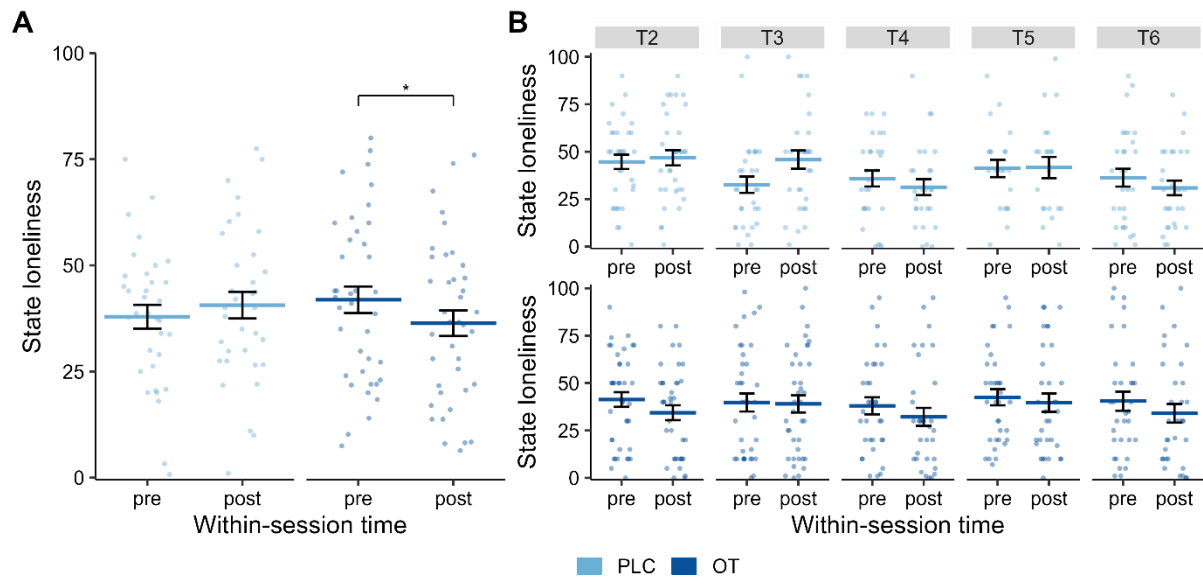 A
State loneliness
100
75
50
25
0
*
pre post pre post
Within-session time
B
T2 T3 T4 T5 T6
State loneliness
100
75
50
25
0
pre post pre post pre post pre post pre post
State loneliness
100
75
50
25
0
pre post pre post pre post pre post pre post
Within-session time
PLC OT